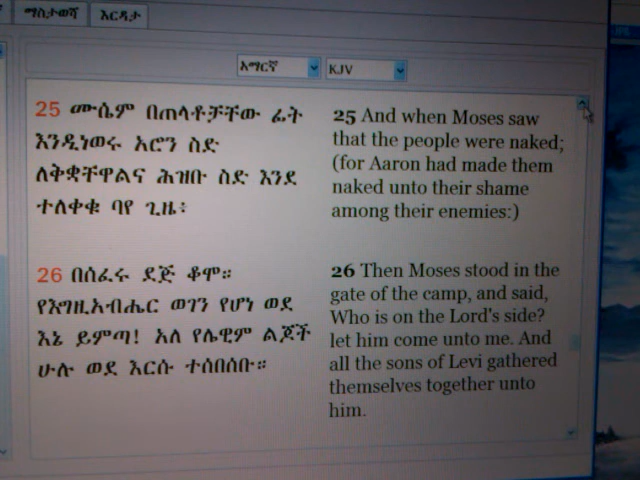 ማስታወሻ
እርዳታ
አማርኛ
KJV
25 ሙሴም በጠላቶቻቸው ፊት
እንዲነወሩ አሮን ስድ
ለቅቋቸዋልና ሕዝቡ ስድ እንደ
ተለቀቁ ባየ ጊዜ፥
26 በሰፈሩ ደጅ ቆሞ።
የእግዚአብሔር ወገን የሆነ ወደ
እኔ ይምጣ! አለ የሌዊም ልጆች
ሁሉ ወደ እርሱ ተሰበሰቡ።
25 And when Moses saw
that the people were naked;
(for Aaron had made them
naked unto their shame
among their enemies:)
26 Then Moses stood in the
gate of the camp, and said,
Who is on the Lord's side?
let him come unto me. And
all the sons of Levi gathered
themselves together unto
him.